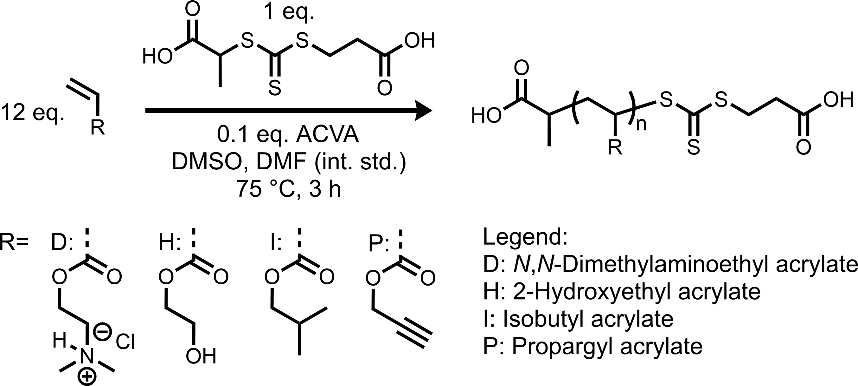 1 eq.
HO O S S S O OH
12 eq. R
0.1 eq. ACVA
DMSO, DMF (int. std.)
75 °C, 3 h
HO O n R S S S O OH
R= D: H: I: P:
O O O O O O O O
H N ⊕ ⊖ Cl OH
Legend:
D: N,N-Dimethylaminoethyl acrylate
H: 2-Hydroxyethyl acrylate
I: Isobutyl acrylate
P: Propargyl acrylate